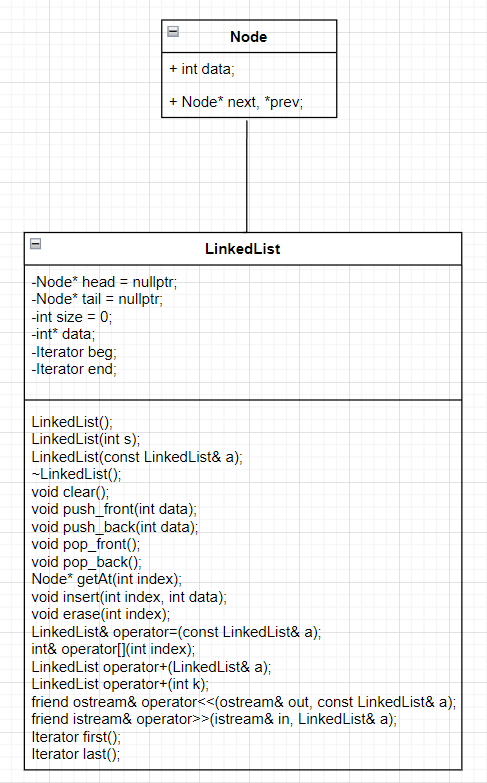 Node
+ int data;
+ Node* next, *prev;
LinkedList
-Node* head = nullptr;
-Node* tail = nullptr;
-int size = 0;
-int* data;
-Iterator beg;
-Iterator end;
LinkedList();
LinkedList(int s);
LinkedList(const LinkedList& a);
~LinkedList();
void clear();
void push_front(int data);
void push_back(int data);
void pop_front();
void pop_back();
Node* getAt(int index);
void insert(int index, int data);
void erase(int index);
LinkedList& operator=(const LinkedList& a);
int& operator[](int index);
LinkedList operator+(LinkedList& a);
LinkedList operator+(int k);
friend ostream& operator<<(ostream& out, const LinkedList& a);
friend istream& operator>>(istream& in, LinkedList& a);
Iterator first();
Iterator last();